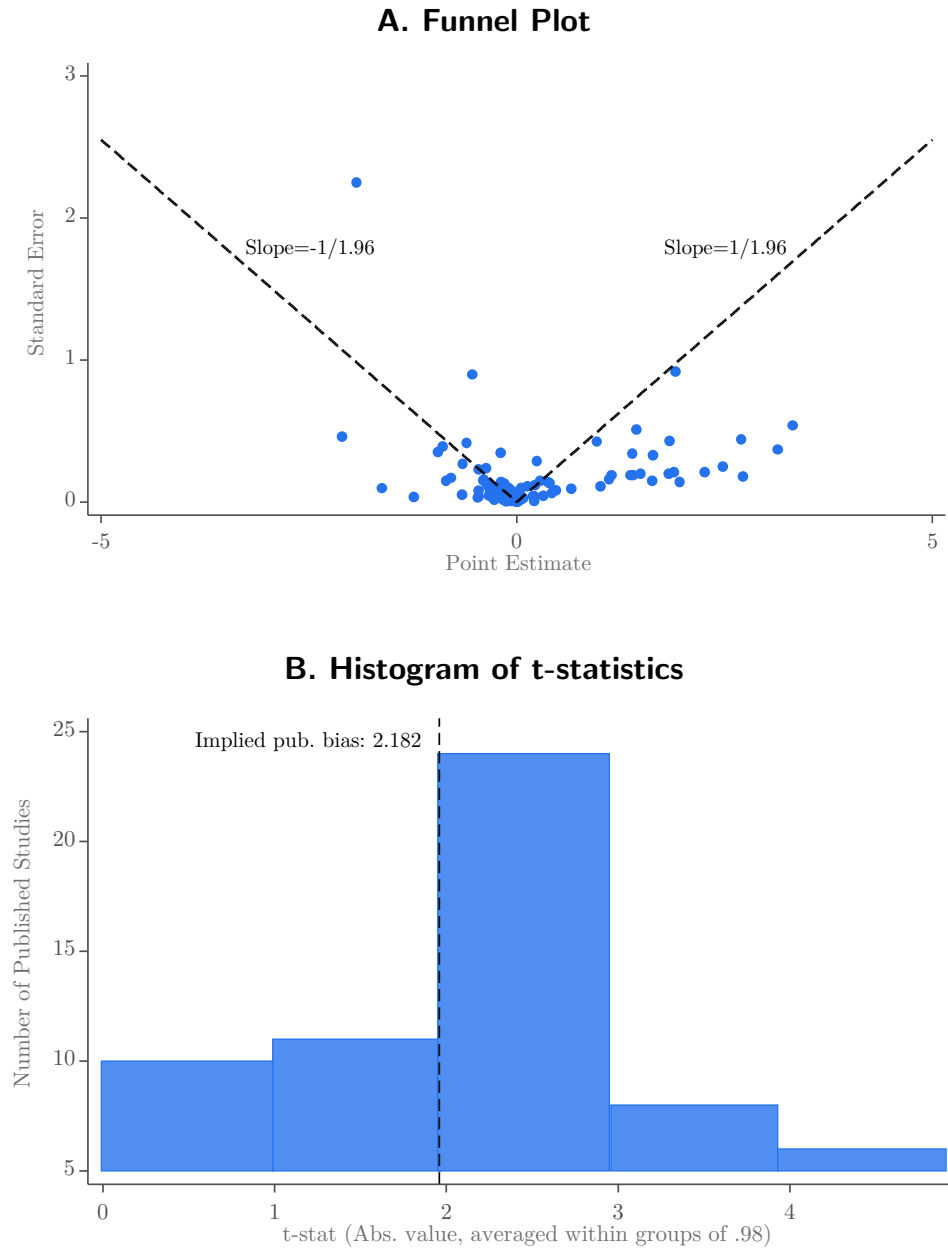 A. Funnel Plot
3
2
1
0
Standard Error
Slope=-1/1.96
Slope=1/1.96
-5
0
5
Point Estimate
B. Histogram of t-statistics
25
20
15
10
5
Number of Published Studies
Implied pub. bias: 2.182
0
1
2
3
4
t-stat (Abs. value, averaged within groups of .98)